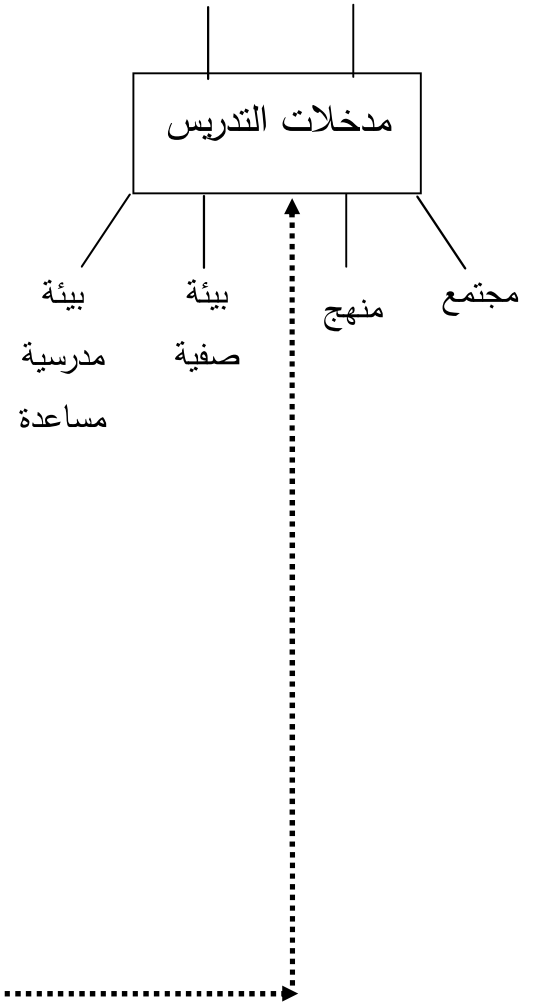 مدخلات التدريس
مجتمع
منهج
بيئة
صفية
بيئة
مدرسية
مساعدة